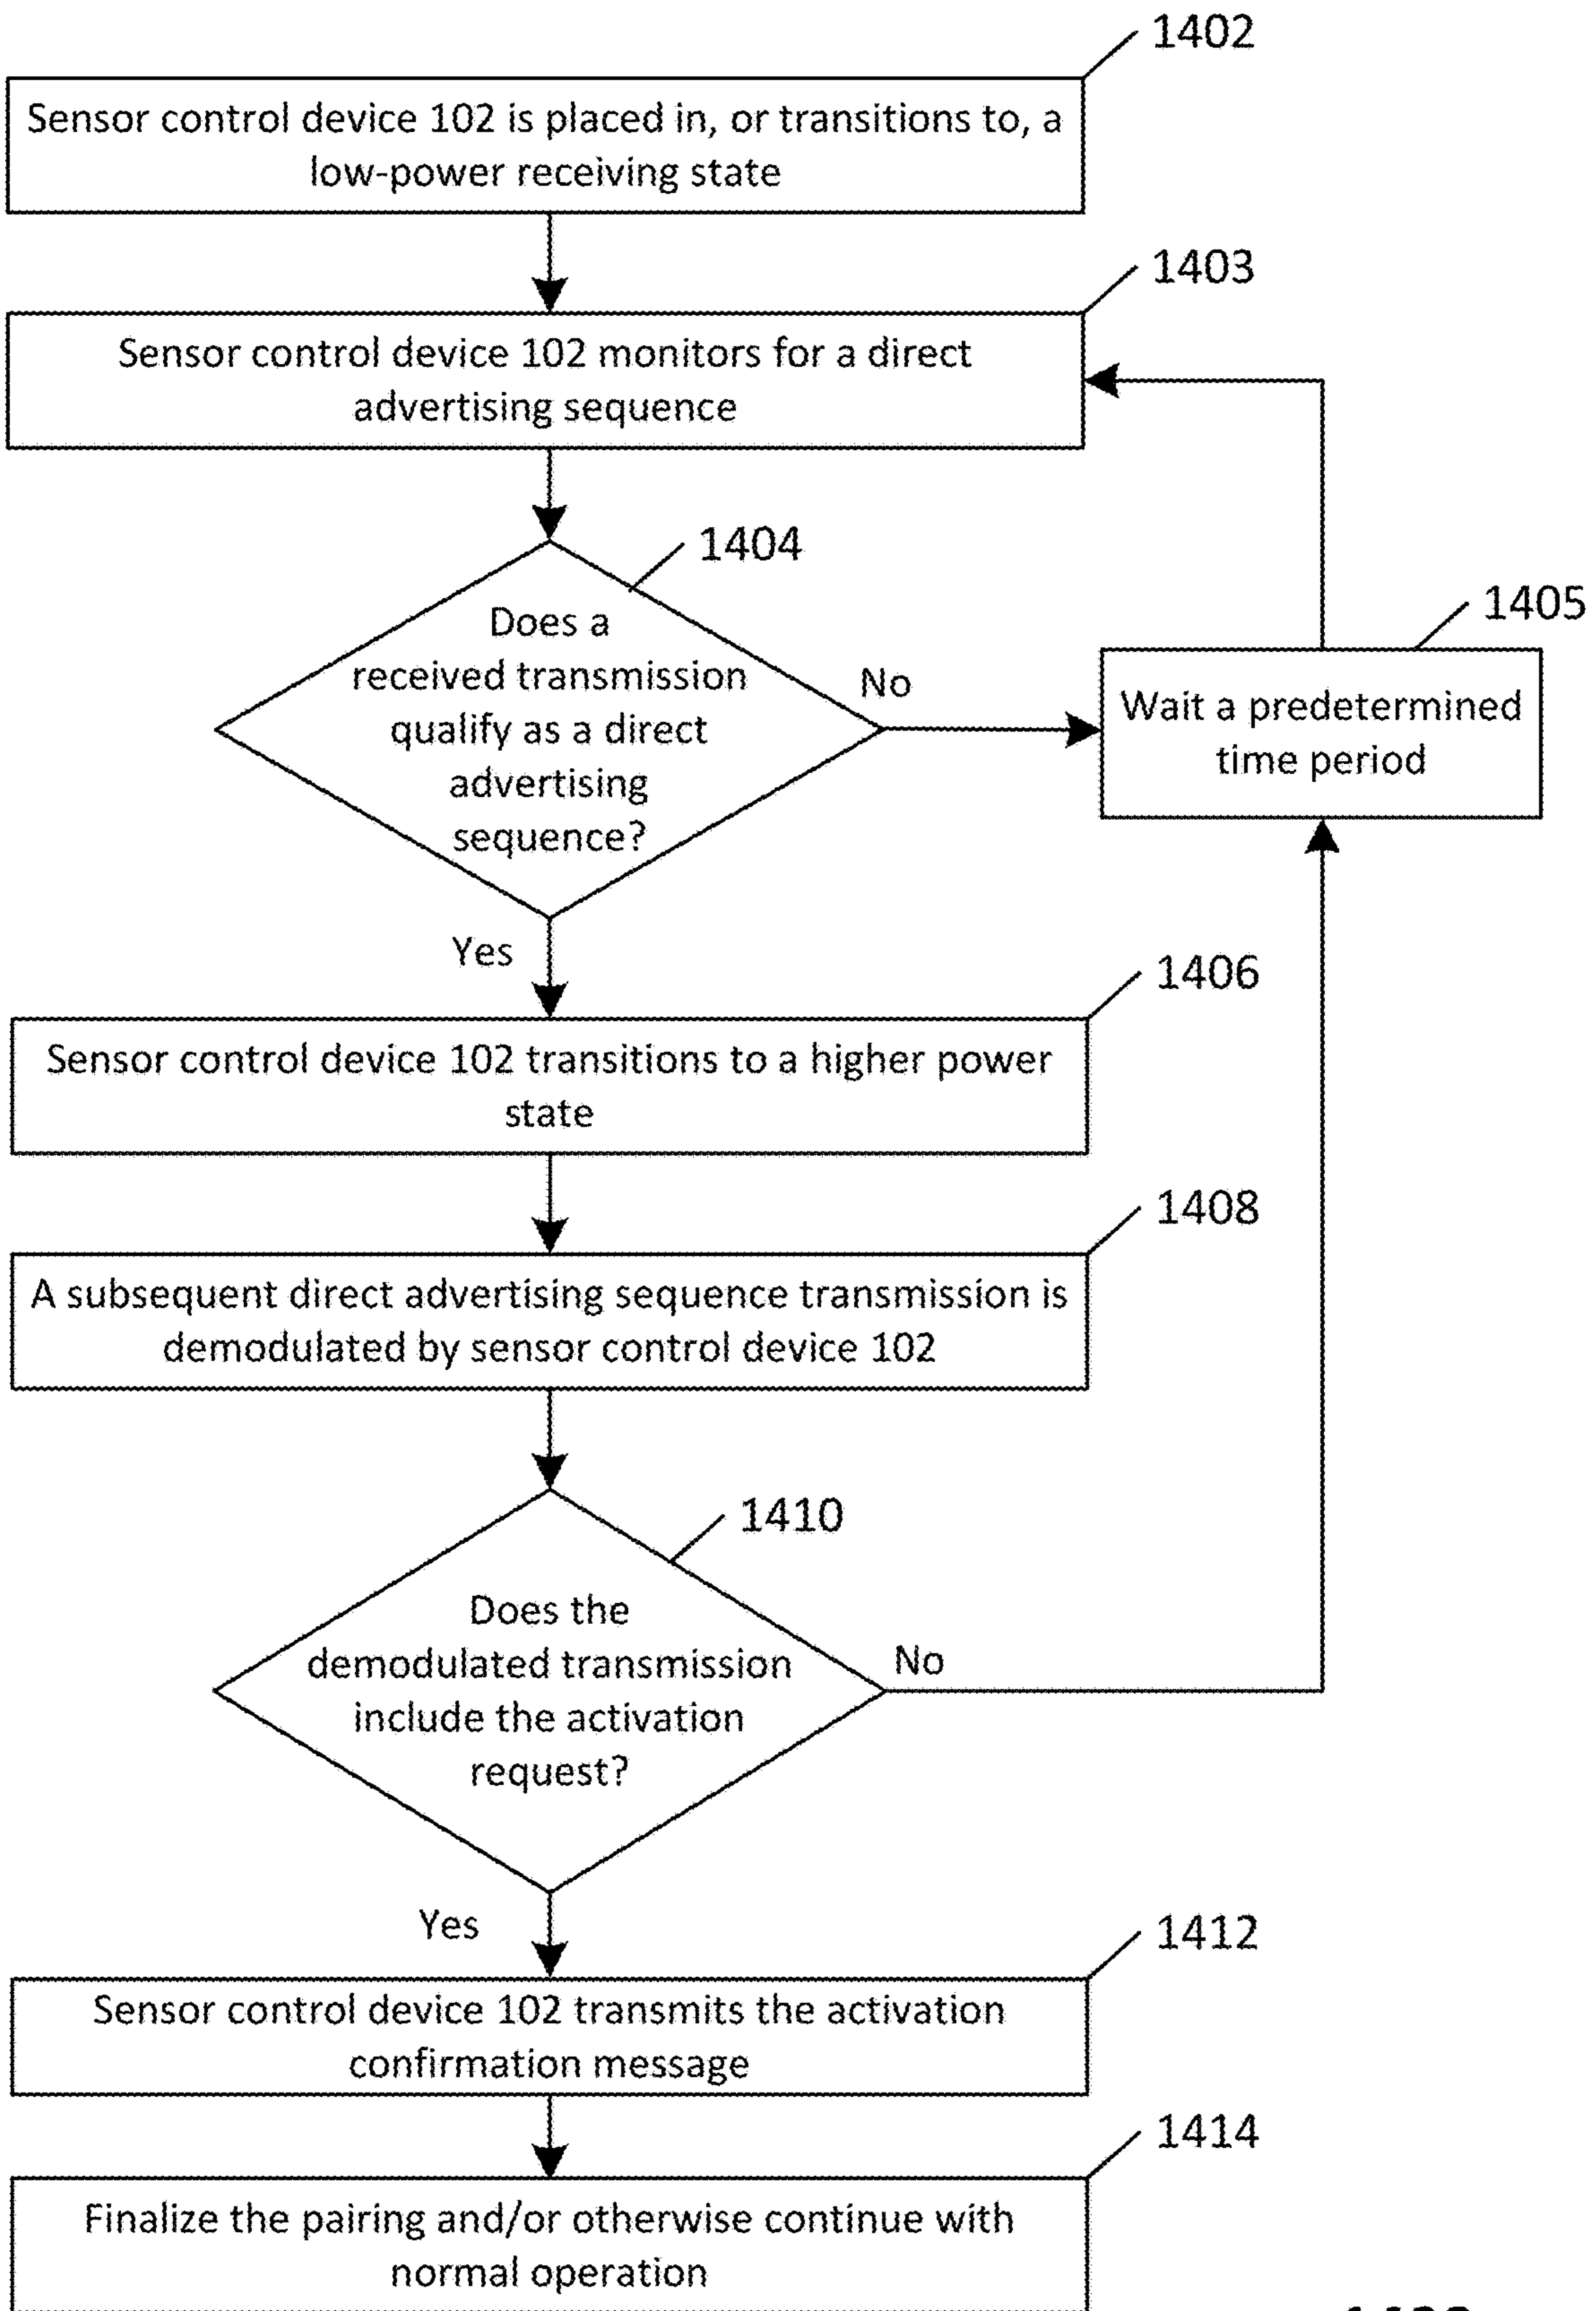 1402
Sensor control device 102 is placed in, or transitions to, a
low-power receiving state
1403
Sensor control device 102 monitors for a direct
advertising sequence
1404
Does a
received transmission
qualify as a direct
advertising
sequence?
No
1405
Wait a predetermined
time period
Yes
1406
Sensor control device 102 transitions to a higher power
state
1408
A subsequent direct advertising sequence transmission is
demodulated by sensor control device 102
1410
Does the
demodulated transmission
include the activation
request?
No
Yes
1412
Sensor control device 102 transmits the activation
confirmation message
1414
Finalize the pairing and/or otherwise continue with
normal operation